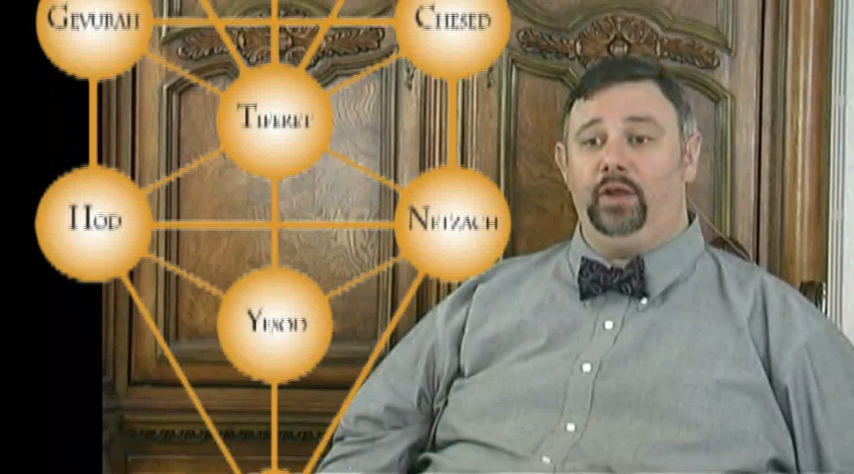 GEVURAH
CHESED
TIFERET
HOD
NETZACH
YESOD